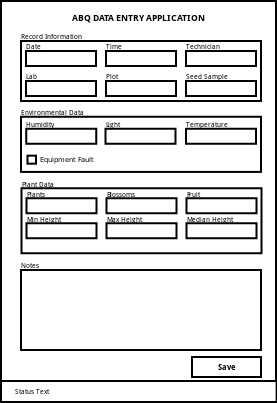 ABQ DATA ENTRY APPLICATION
Record Information
Date Time Technician
Lab Plot Seed Sample
Environmental Data
Humidity Light Temperature
Equipment Fault
Plant Data
Plants Blossoms Fruit
Min Height Max Height Median Height
Notes
Save
Status Text